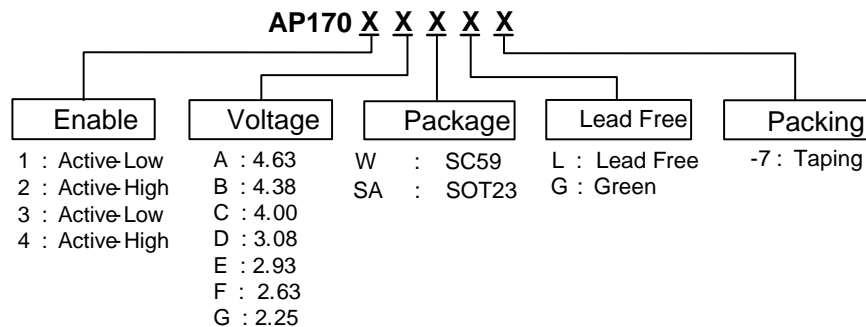 AP170 X X X X X
Enable
Voltage
Package
Lead Free
Packing
1 : Active-Low
2 : Active-High
3 : Active-Low
4 : Active-High
A : 4.63
B : 4.38
C : 4.00
D : 3.08
E : 2.93
F : 2.63
G : 2.25
W : SC59
SA : SOT23
L : Lead Free
G : Green
-7 : Taping